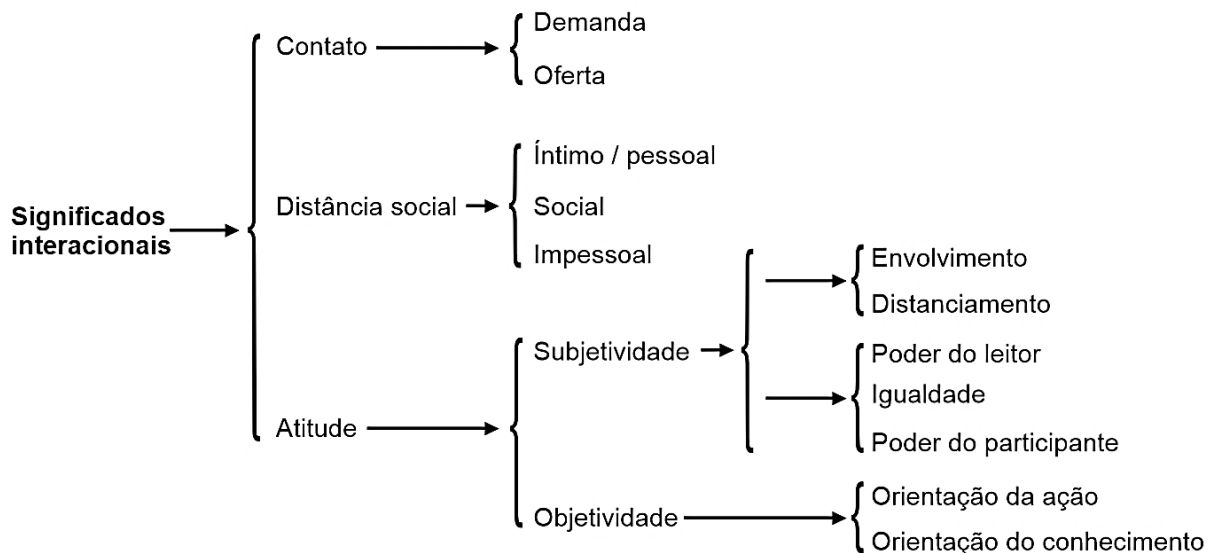 Significados
interacionais
Contato
Demanda
Oferta
Distância social
Íntimo / pessoal
Social
Impessoal
Atitude
Subjetividade
Envolvimento
Distanciamento
Poder do leitor
Igualdade
Poder do participante
Objetividade
Orientação da ação
Orientação do conhecimento